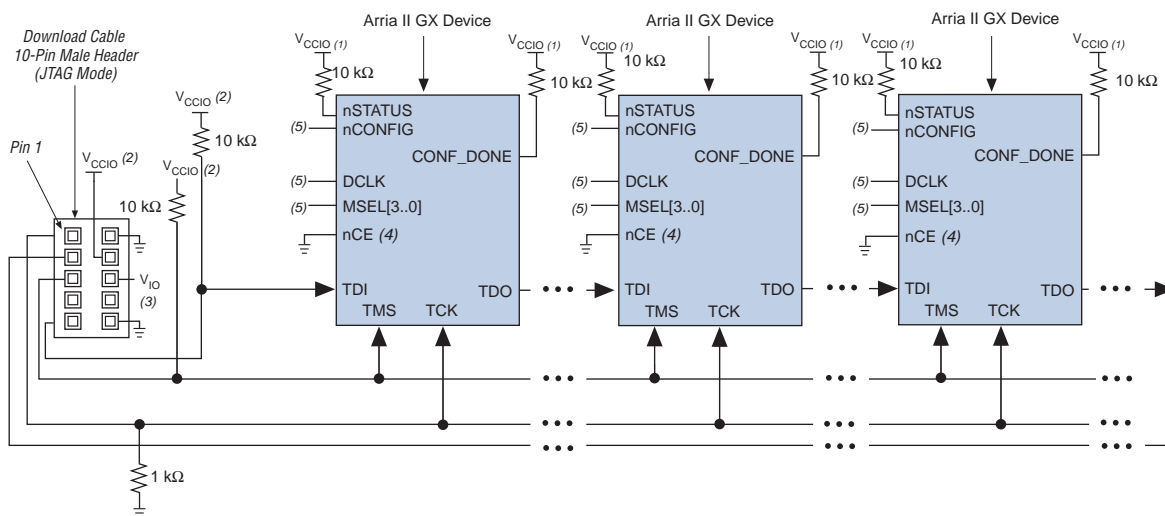 Download Cable
10-Pin Male Header
(JTAG Mode)
Pin 1
VCCIO (2)
VCCIO (2)
10 kΩ
VCCIO (2)
10 kΩ
VIO
(3)
1 kΩ
Arria II GX Device
VCCIO (1)
10 kΩ
VCCIO (1)
10 kΩ
nSTATUS
(5) nCONFIG
CONF_DONE
(5) DCLK
(5) MSEL[3..0]
nCE (4)
TDI
TDO
TMS
TCK
Arria II GX Device
VCCIO (1)
10 kΩ
VCCIO (1)
10 kΩ
nSTATUS
(5) nCONFIG
CONF_DONE
(5) DCLK
(5) MSEL[3..0]
nCE (4)
TDI
TDO
TMS
TCK
Arria II GX Device
VCCIO (1)
10 kΩ
VCCIO (1)
10 kΩ
nSTATUS
(5) nCONFIG
CONF_DONE
(5) DCLK
(5) MSEL[3..0]
nCE (4)
TDI
TDO
TMS
TCK